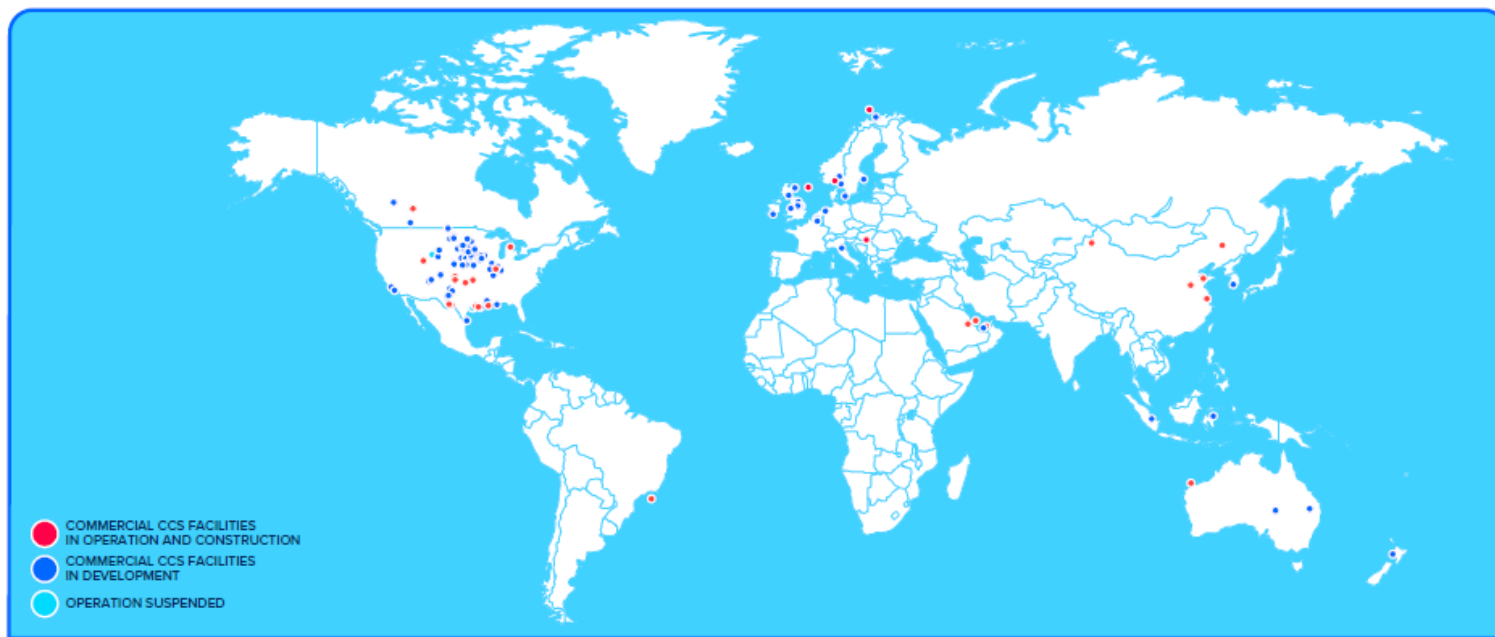 COMMERCIAL CCS FACILITIES
IN OPERATION AND CONSTRUCTION
COMMERCIAL CCS FACILITIES
IN DEVELOPMENT
OPERATION SUSPENDED